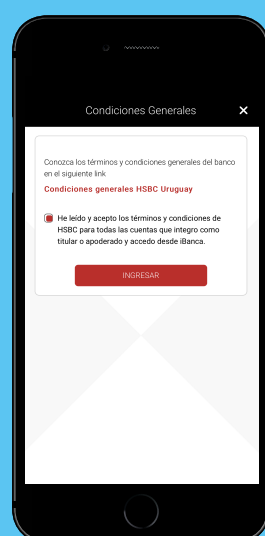 Condiciones Generales
Conozca los términos y condiciones generales del banco
en el siguiente link
Condiciones generales HSBC Uruguay
He leído y acepto los términos y condiciones de
HSBC para todas las cuentas que integro como
titular o apoderado y accedo desde iBanca.
INGRESAR